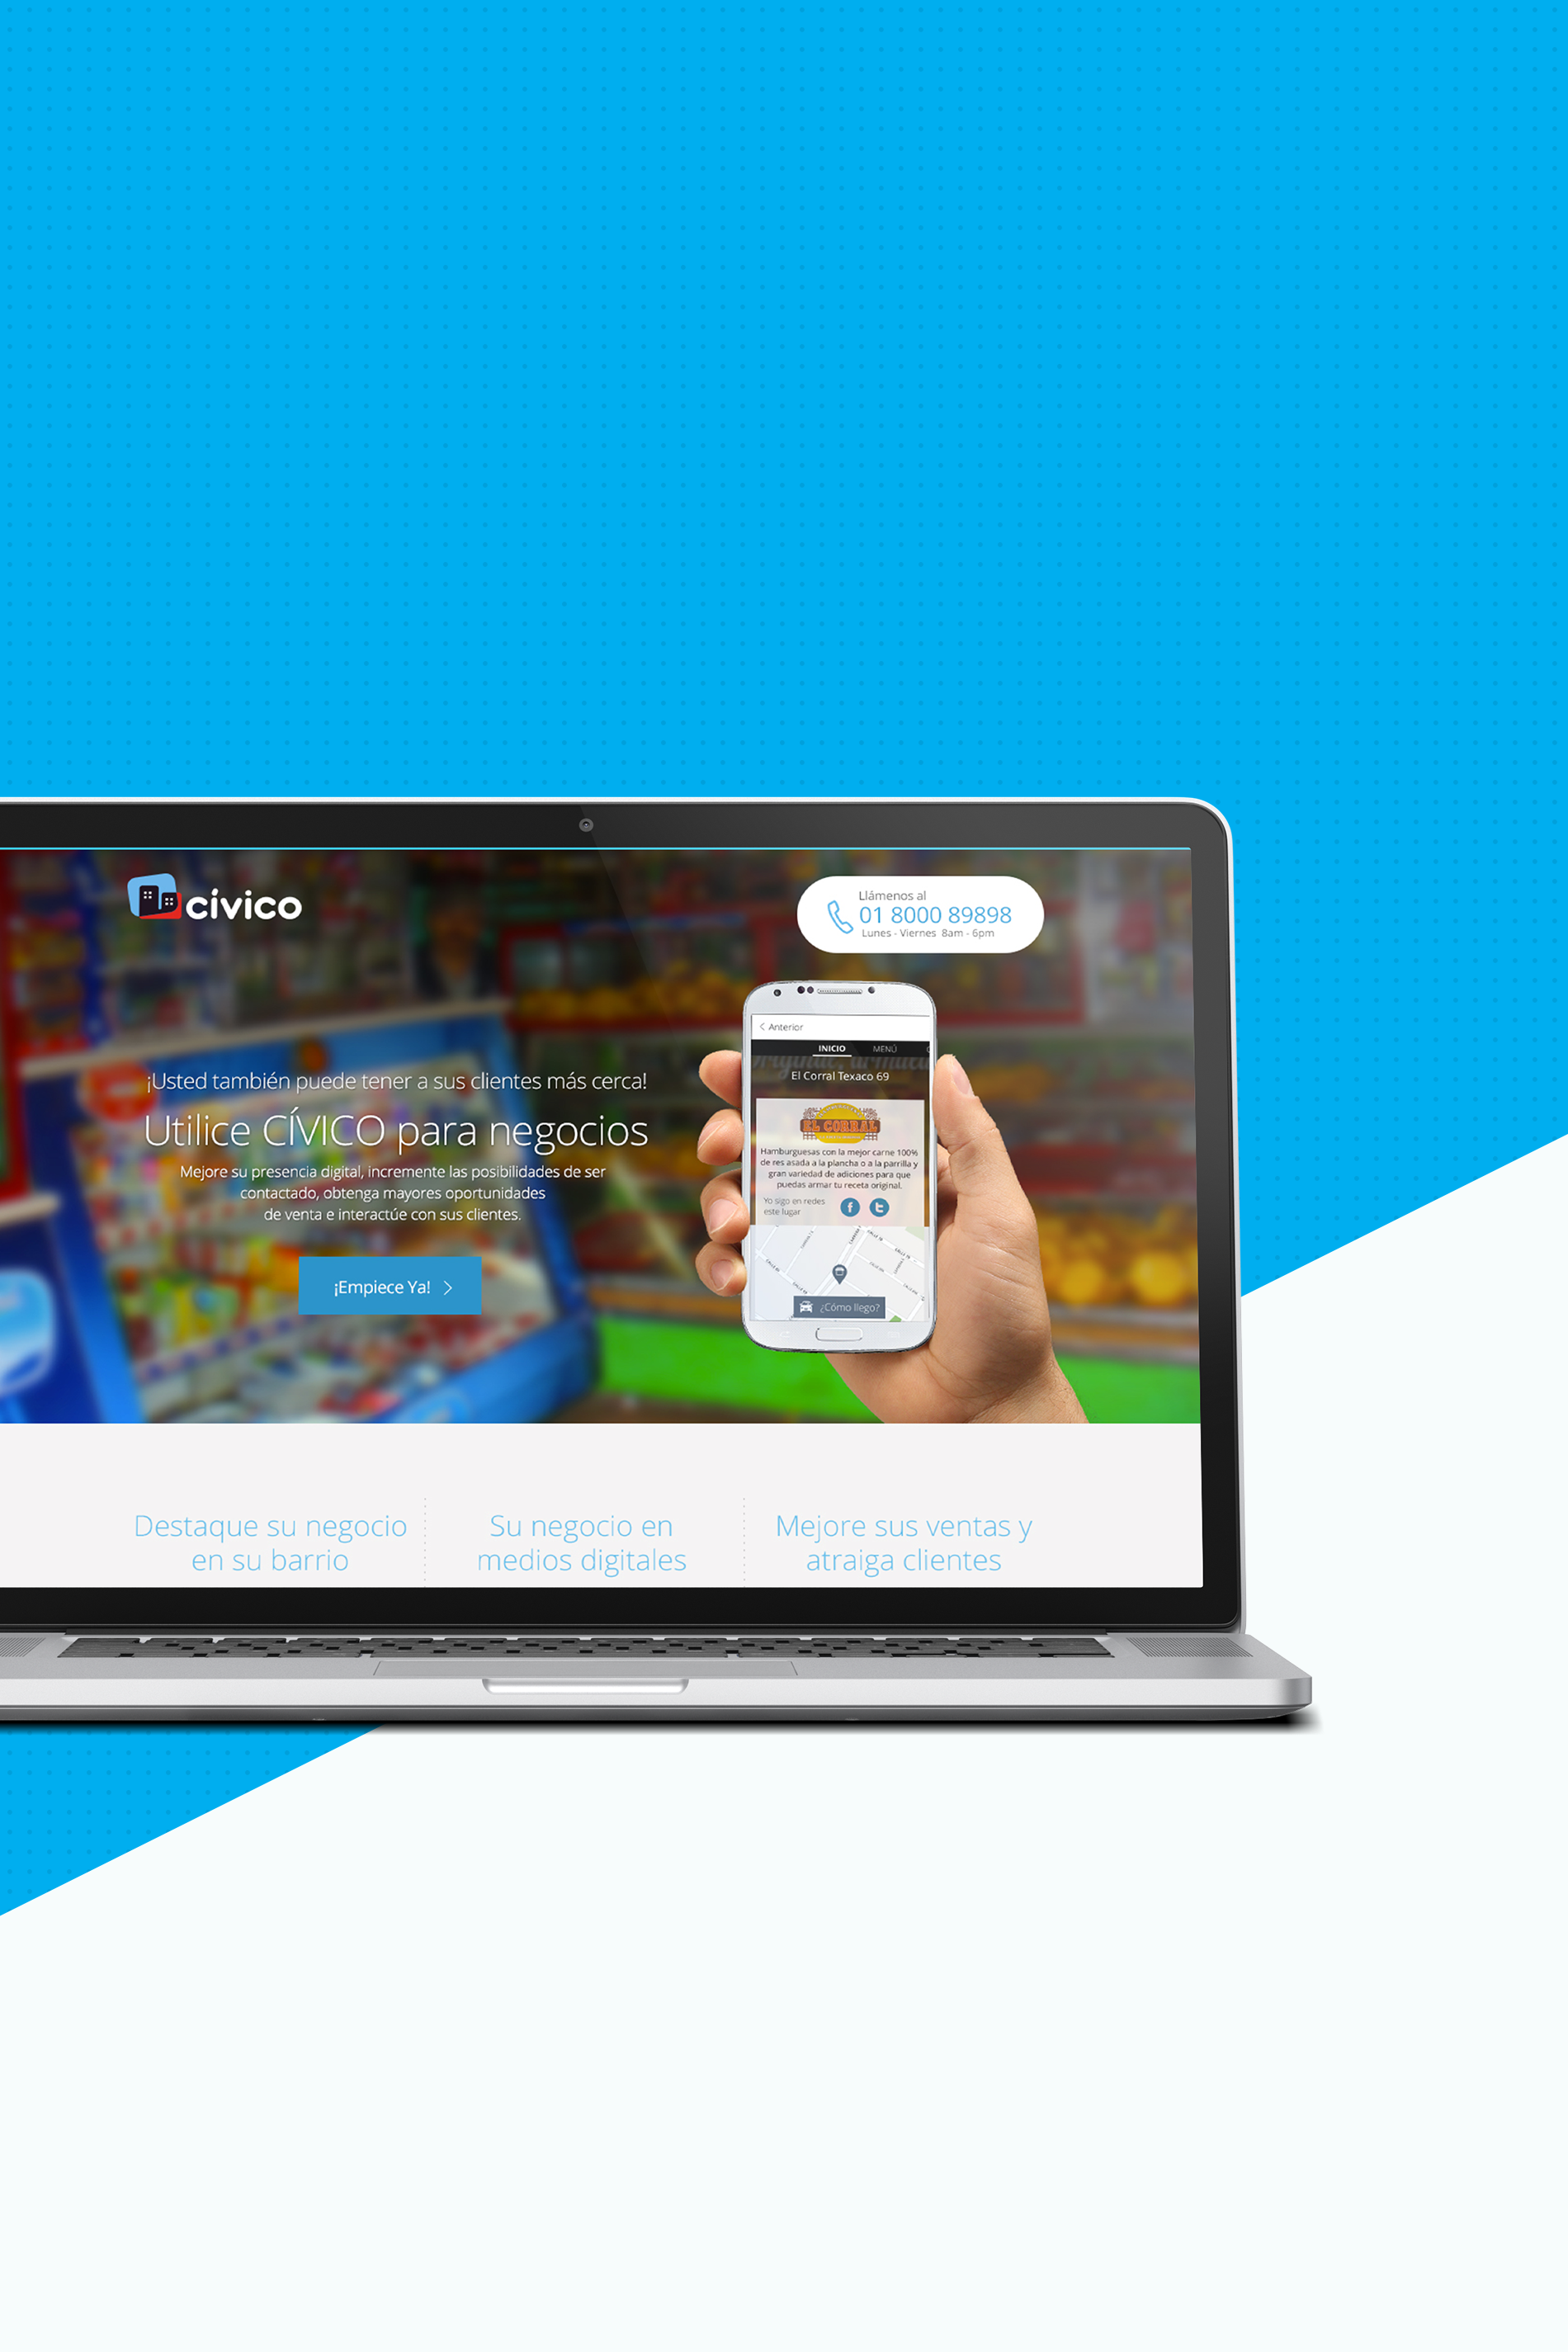 cívico
Llámenos al
01 8000 89898
Lunes - Viernes 8am - 6pm
¡Usted también puede tener a sus clientes más cerca!
Utilice CÍVICO para negocios
Mejore su presencia digital, incremente las posibilidades de ser
contactado, obtenga mayores oportunidades
de venta e interactúe con sus clientes.
¡Empiece Ya!
Anterior
INICIO MENÚ
El Corral Texaco 69
EL CORRAL
Hamburguesas con la mejor carne 100%
de res asada a la plancha o a la parrilla y
gran variedad de adiciones para que
puedas armar tu receta original.
Yo sigo en redes
este lugar
¿Cómo llego?
Destaque su negocio
en su barrio
Su negocio en
medios digitales
Mejore sus ventas y
atraiga clientes